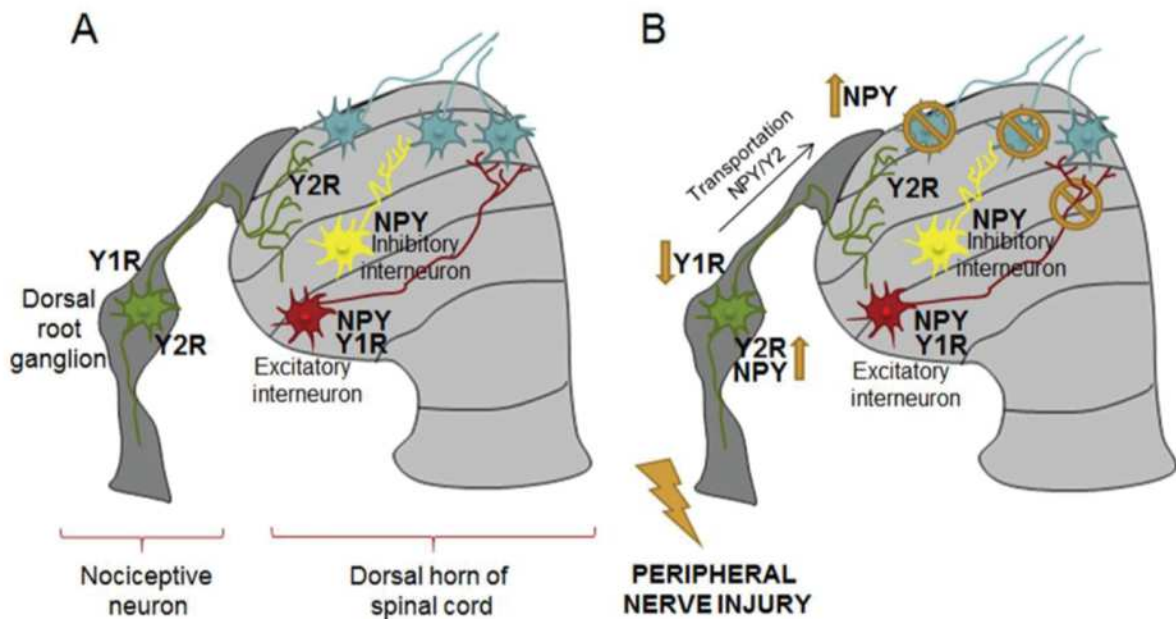 A
Y2R
NPY
Inhibitory
interneuron
Y1R
Dorsal
root
ganglion
Y2R
NPY
Y1R
Excitatory
interneuron
Nociceptive
neuron
Dorsal horn of
spinal cord
B
NPY
Transportation
NPY/Y2
Y2R
NPY
Inhibitory
interneuron
Y1R
Y2R
NPY
NPY
Y1R
Excitatory
interneuron
PERIPHERAL
NERVE INJURY